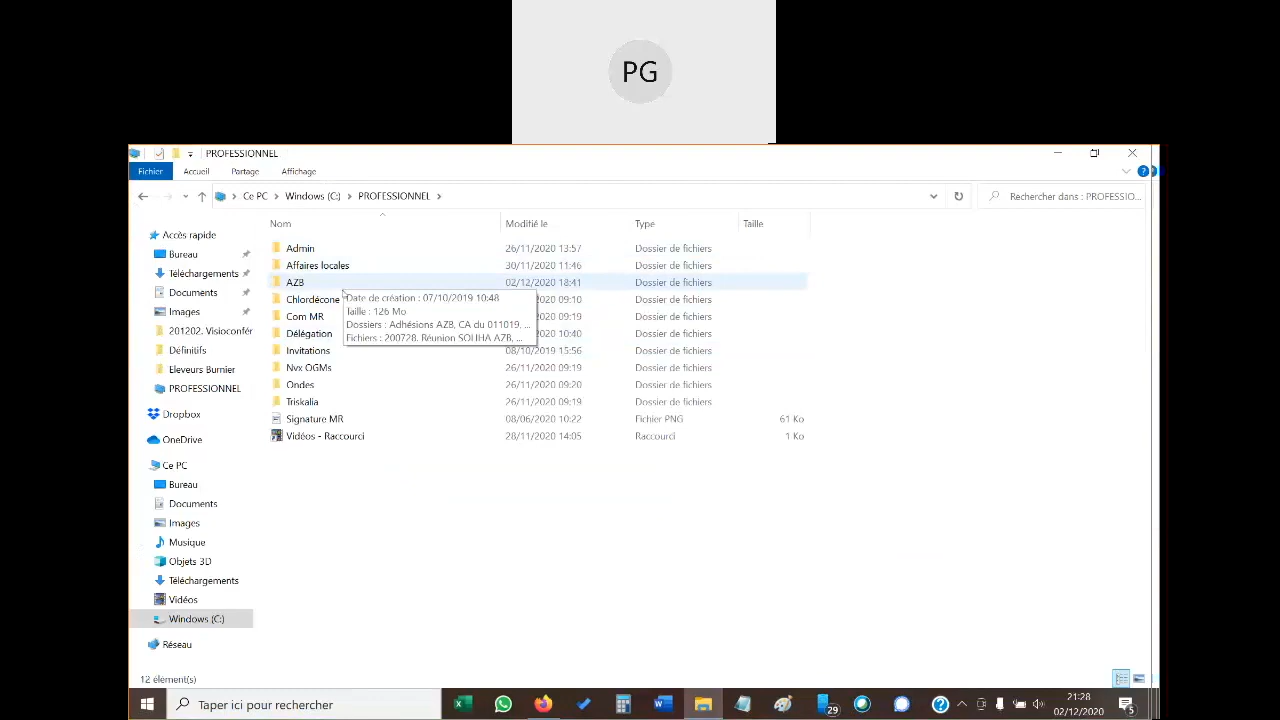 PG
PROFESSIONNEL
Fichier Accueil Partage Affichage
Ce PC Windows (C:) PROFESSIONNEL
Rechercher dans : PROFESSIO...
Nom Modifié le Type Taille
Accès rapide
Bureau
Téléchargements
Documents
Images
201202. Visioconfér
Définitifs
Eleveurs Burnier
PROFESSIONNEL
Dropbox
OneDrive
Ce PC
Bureau
Documents
Images
Musique
Objets 3D
Téléchargements
Vidéos
Windows (C:)
Réseau
Admin 26/11/2020 13:57 Dossier de fichiers
Affaires locales 30/11/2020 11:46 Dossier de fichiers
AZB 02/12/2020 18:41 Dossier de fichiers
Chlordécone 2020 09:10 Dossier de fichiers
Com MR 2020 09:10 Dossier de fichiers
Délégation 2020 10:40 Dossier de fichiers
Invitations 08/10/2019 15:56 Dossier de fichiers
Nvx OGMs 26/11/2020 09:19 Dossier de fichiers
Ondes 26/11/2020 09:20 Dossier de fichiers
Triskalia 26/11/2020 09:19 Dossier de fichiers
Signature MR 08/06/2020 10:22 Fichier PNG 61 Ko
Vidéos - Raccourci 28/11/2020 14:05 Raccourci 1 Ko
Date de création : 07/10/2019 10:48
Taille : 126 Mo
Dossiers : Adhésions AZB, CA du 011019, ...
Fichiers : 200728. Réunion SOLIHA AZB, ...
12 élément(s)
Taper ici pour rechercher
29
21:28
02/12/2020
5